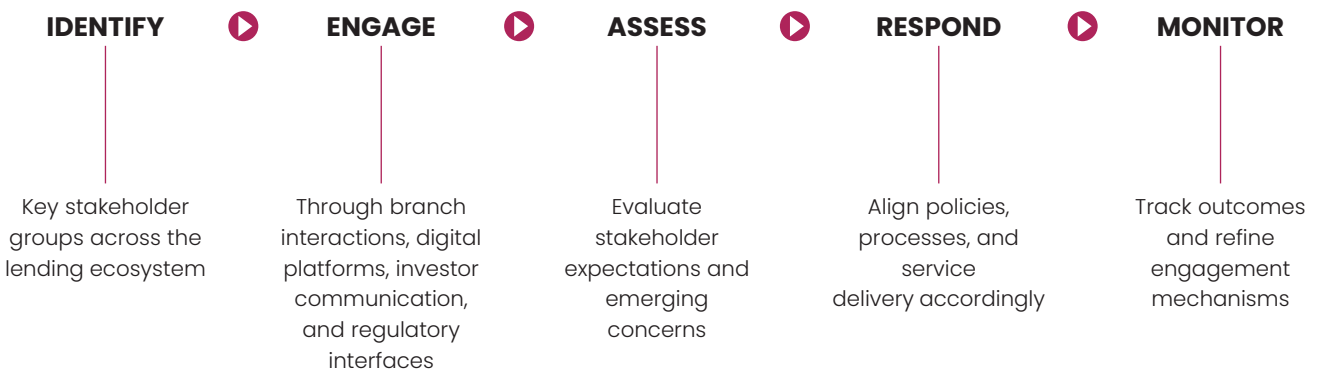 IDENTIFY
ENGAGE
ASSESS
RESPOND
MONITOR
Key stakeholder
groups across the
lending ecosystem
Through branch
interactions, digital
platforms, investor
communication,
and regulatory
interfaces
Evaluate
stakeholder
expectations and
emerging
concerns
Align policies,
processes, and
service
delivery accordingly
Track outcomes
and refine
engagement
mechanisms